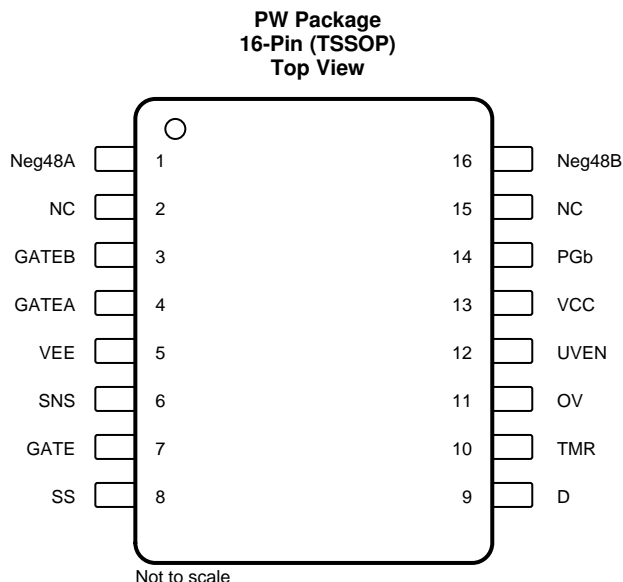 PW Package
16-Pin (TSSOP)
Top View
Neg48A 1 16 Neg48B
NC 2 15 NC
GATEB 3 14 PGb
GATEA 4 13 VCC
VEE 5 12 UVEN
SNS 6 11 OV
GATE 7 10 TMR
SS 8 9 D
Not to scale